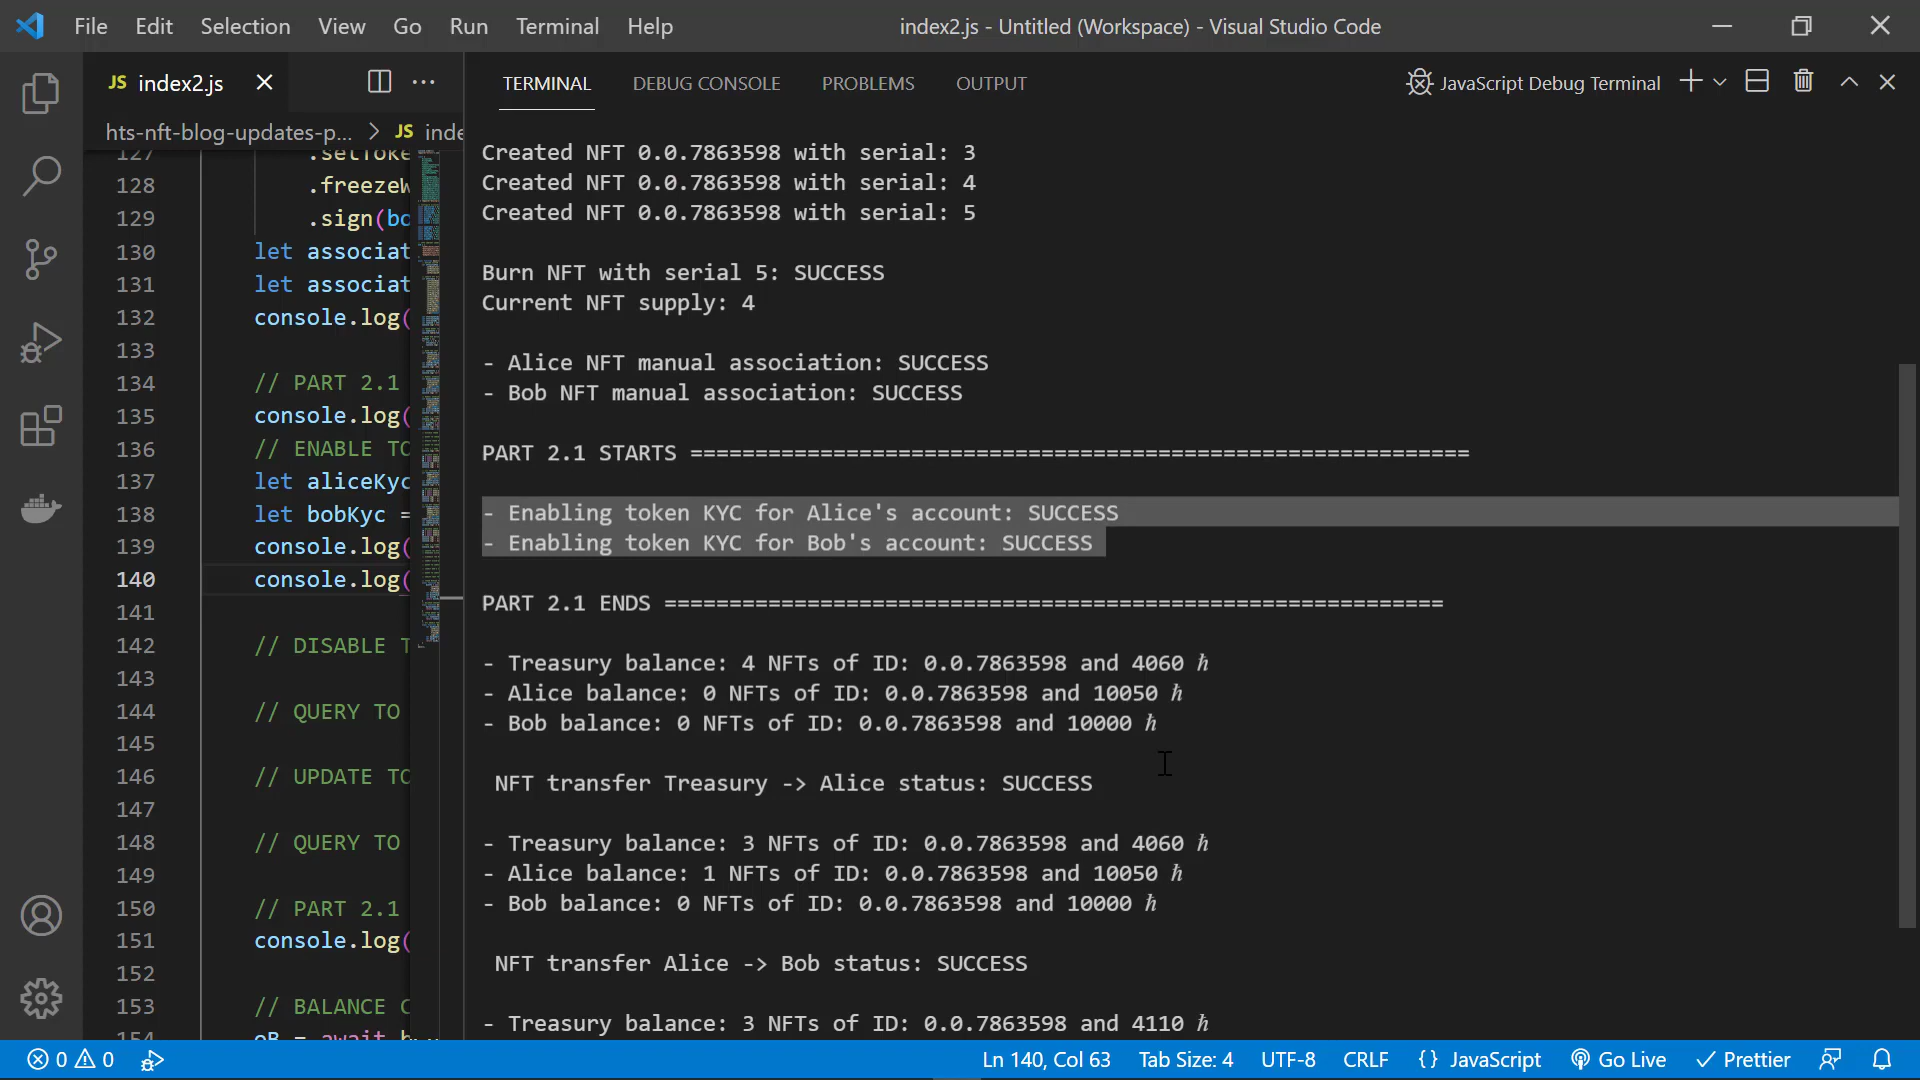 File Edit Selection View Go Run Terminal Help
index2.js - Untitled (Workspace) - Visual Studio Code
JS index2.js
TERMINAL DEBUG CONSOLE PROBLEMS OUTPUT
JavaScript Debug Terminal
hts-nft-blog-updates-p... > JS inde
127 .setToke
128 .freezeW
129 .sign(bo
130 let associat
131 let associat
132 console.log(
133
134 // PART 2.1
135 console.log(
136 // ENABLE TO
137 let aliceKyc
138 let bobKyc =
139 console.log(
140 console.log(
141
142 // DISABLE T
143
144 // QUERY TO
145
146 // UPDATE TO
147
148 // QUERY TO
149
150 // PART 2.1
151 console.log(
152
153 // BALANCE C
154 oB = await b
Created NFT 0.0.7863598 with serial: 3
Created NFT 0.0.7863598 with serial: 4
Created NFT 0.0.7863598 with serial: 5
Burn NFT with serial 5: SUCCESS
Current NFT supply: 4
- Alice NFT manual association: SUCCESS
- Bob NFT manual association: SUCCESS
PART 2.1 STARTS ============================================================
- Enabling token KYC for Alice's account: SUCCESS
- Enabling token KYC for Bob's account: SUCCESS
PART 2.1 ENDS ============================================================
- Treasury balance: 4 NFTs of ID: 0.0.7863598 and 4060 ℏ
- Alice balance: 0 NFTs of ID: 0.0.7863598 and 10050 ℏ
- Bob balance: 0 NFTs of ID: 0.0.7863598 and 10000 ℏ
NFT transfer Treasury -> Alice status: SUCCESS
- Treasury balance: 3 NFTs of ID: 0.0.7863598 and 4060 ℏ
- Alice balance: 1 NFTs of ID: 0.0.7863598 and 10050 ℏ
- Bob balance: 0 NFTs of ID: 0.0.7863598 and 10000 ℏ
NFT transfer Alice -> Bob status: SUCCESS
- Treasury balance: 3 NFTs of ID: 0.0.7863598 and 4110 ℏ
0 0
Ln 140, Col 63 Tab Size: 4 UTF-8 CRLF {} JavaScript Go Live Prettier